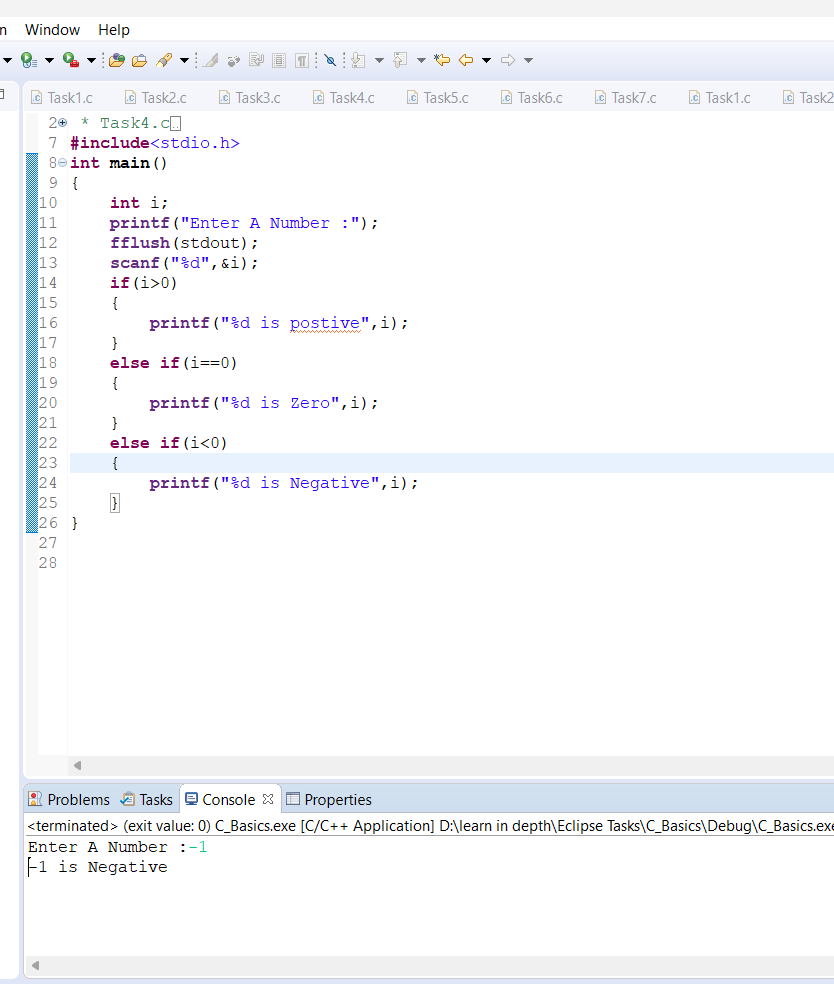 n Window Help
Task1.c Task2.c Task3.c Task4.c Task5.c Task6.c Task7.c Task1.c Task2
2 * Task4.c
7 #include<stdio.h>
8 int main()
9 {
10 int i;
11 printf("Enter A Number :");
12 fflush(stdout);
13 scanf("%d",&i);
14 if(i>0)
15 {
16 printf("%d is postive",i);
17 }
18 else if(i==0)
19 {
20 printf("%d is Zero",i);
21 }
22 else if(i<0)
23 {
24 printf("%d is Negative",i);
25 }
26 }
27
28
Problems Tasks Console Properties
<terminated> (exit value: 0) C_Basics.exe [C/C++ Application] D:\learn in depth\Eclipse Tasks\C_Basics\Debug\C_Basics.exe
Enter A Number :-1
-1 is Negative